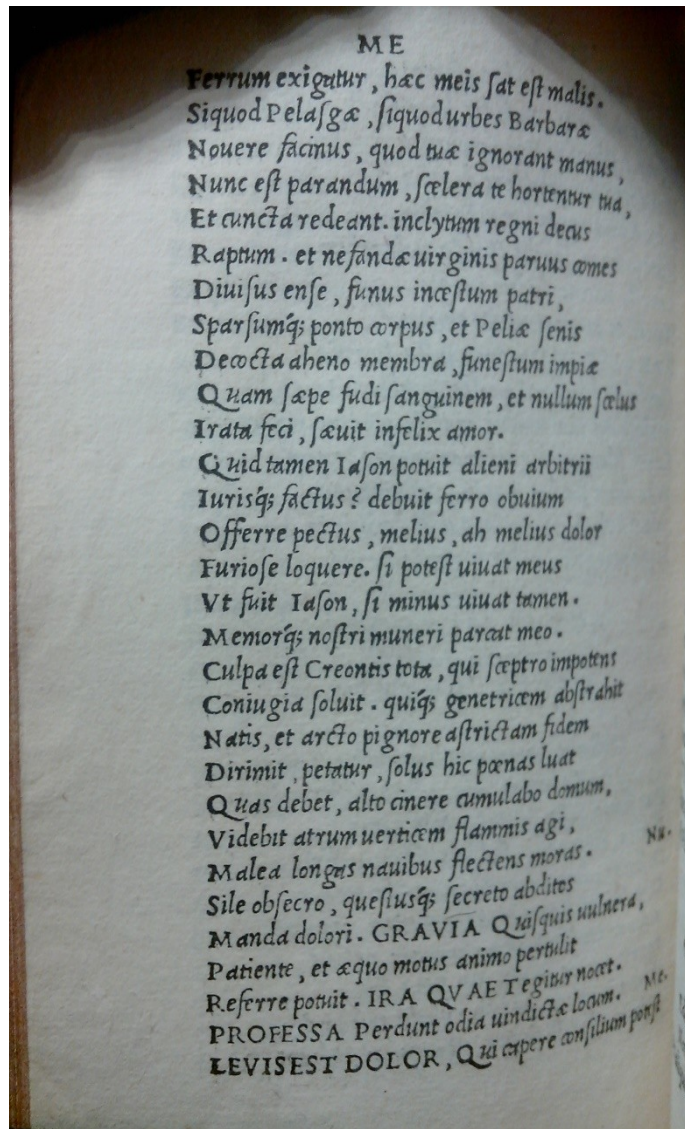 ME
Ferrum exigatur, hæc meis ſat eſt malis.
Siquod Pelaſgæ, ſiquod urbes Barbaræ
Nouere facinus, quod tuæ ignorant manus,
Nunc eſt parandum, ſcelera te hortentur tua,
Et cuncta redeant. inclytum regni decus
Raptum. et nefandæ uirginis paruus comes
Diuiſus enſe, funus inceſtum patri,
Sparſumq́; ponto corpus, et Peliæ ſenis
Decocta aheno membra, funeſtum impiæ
Quam ſæpe fudi ſanguinem, et nullum ſcelus
Irata feci, ſæuit infelix amor.
Quid tamen Iaſon potuit alieni arbitrii
Iurisq́; factus? debuit ferro obuium
Offerre pectus, melius, ah melius dolor
Furioſe loquere. ſi poteſt uiuat meus
Vt fuit Iaſon, ſi minus uiuat tamen.
Memorq́; noſtri muneri parcat meo.
Culpa eſt Creontis tota, qui ſceptro impotens
Coniugia ſoluit. quiq́; genetricem abſtrahit
Natis, et arcto pignore aſtrictam fidem
Dirimit, petatur, ſolus hic pœnas luat
Quas debet, alto cinere cumulabo domum,
Videbit atrum uerticem flammis agi,
Malea longas nauibus flectens moras. Nu.
Sile obſecro, queſtusq́; ſecreto abditos
Manda dolori. GRAVIA Quiſquis uulnera,
Patiente, et æquo motus animo pertulit
Referre potuit. IRA QVAE Tegitur nocet. Me.
PROFESSA Perdunt odia uindictæ locum.
LEVIS EST DOLOR, Qui capere conſilium poteſt